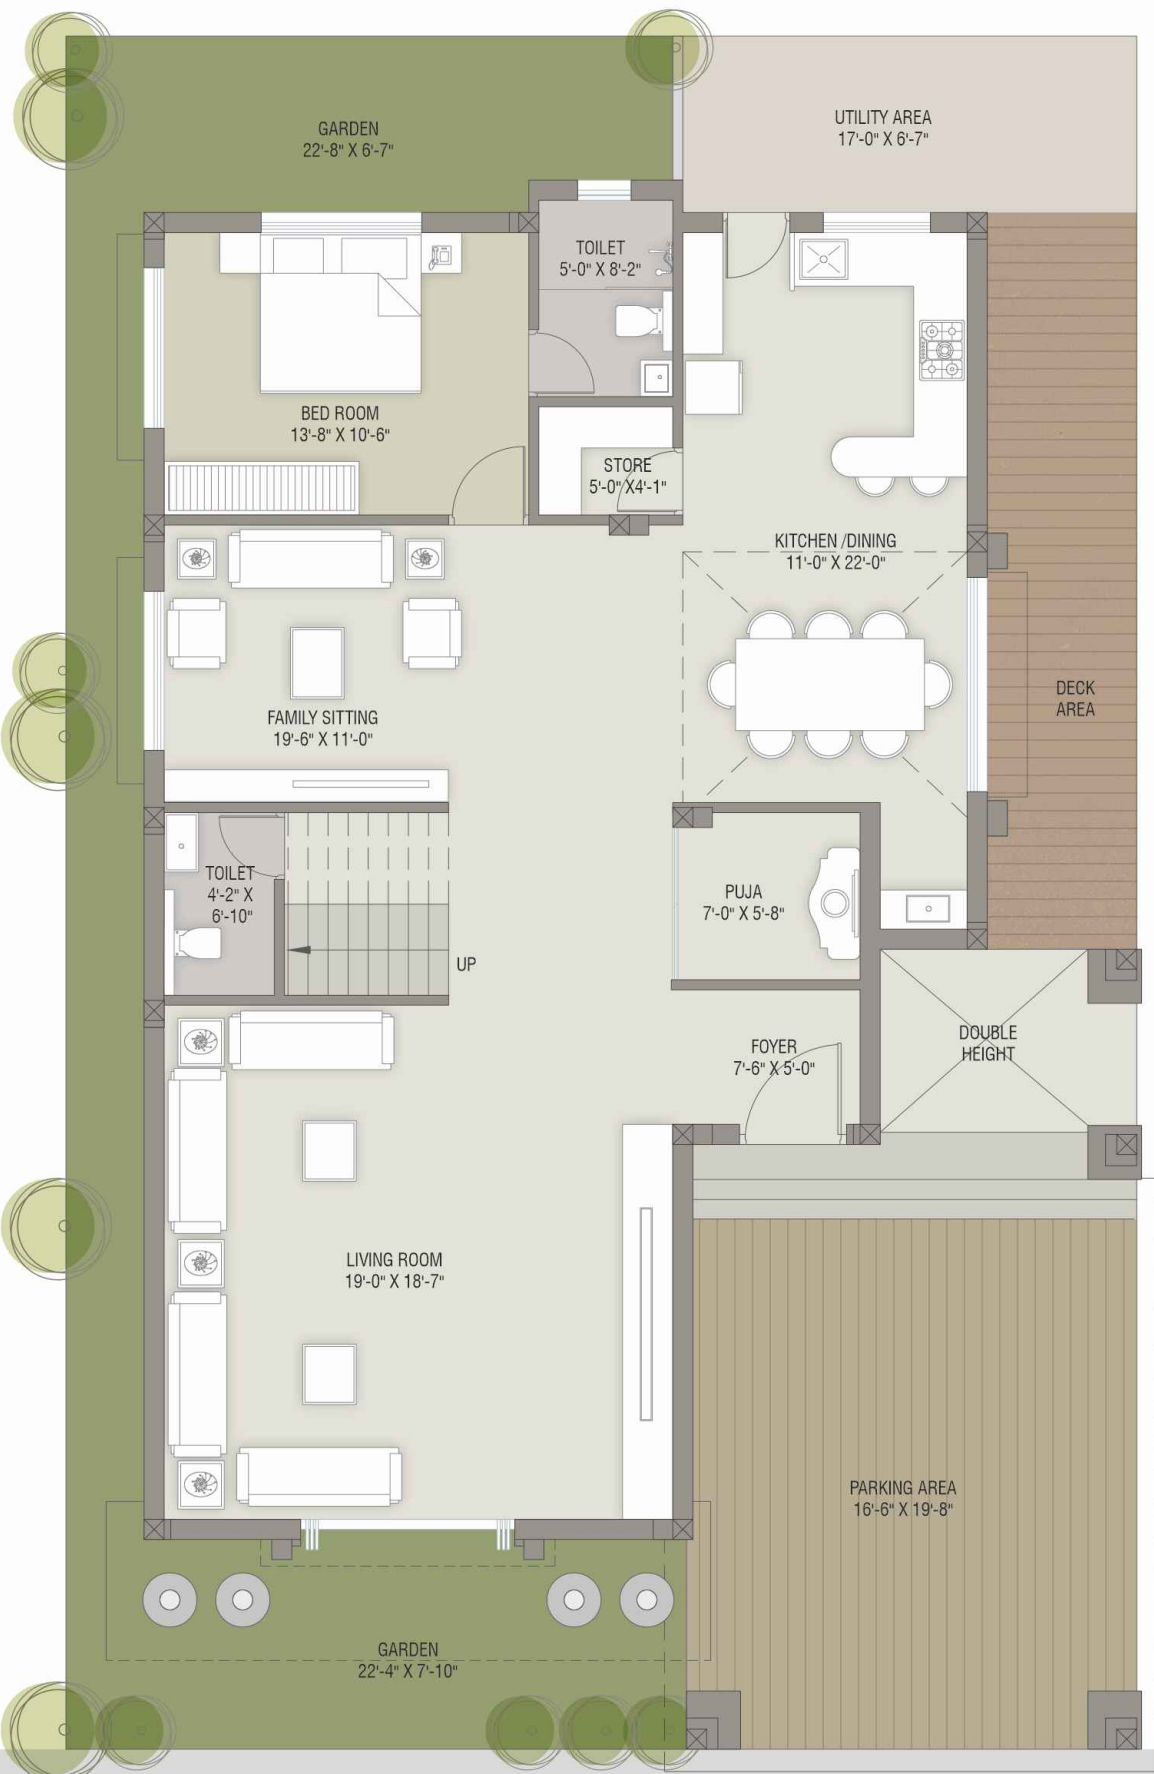 GARDEN
22'-8" X 6'-7"
UTILITY AREA
17'-0" X 6'-7"
TOILET
5'-0" X 8'-2"
BED ROOM
13'-8" X 10'-6"
STORE
5'-0" X4'-1"
KITCHEN /DINING
11'-0" X 22'-0"
DECK
AREA
FAMILY SITTING
19'-6" X 11'-0"
TOILET
4'-2" X
6'-10"
PUJA
7'-0" X 5'-8"
UP
FOYER
7'-6" X 5'-0"
DOUBLE
HEIGHT
LIVING ROOM
19'-0" X 18'-7"
PARKING AREA
16'-6" X 19'-8"
GARDEN
22'-4" X 7'-10"